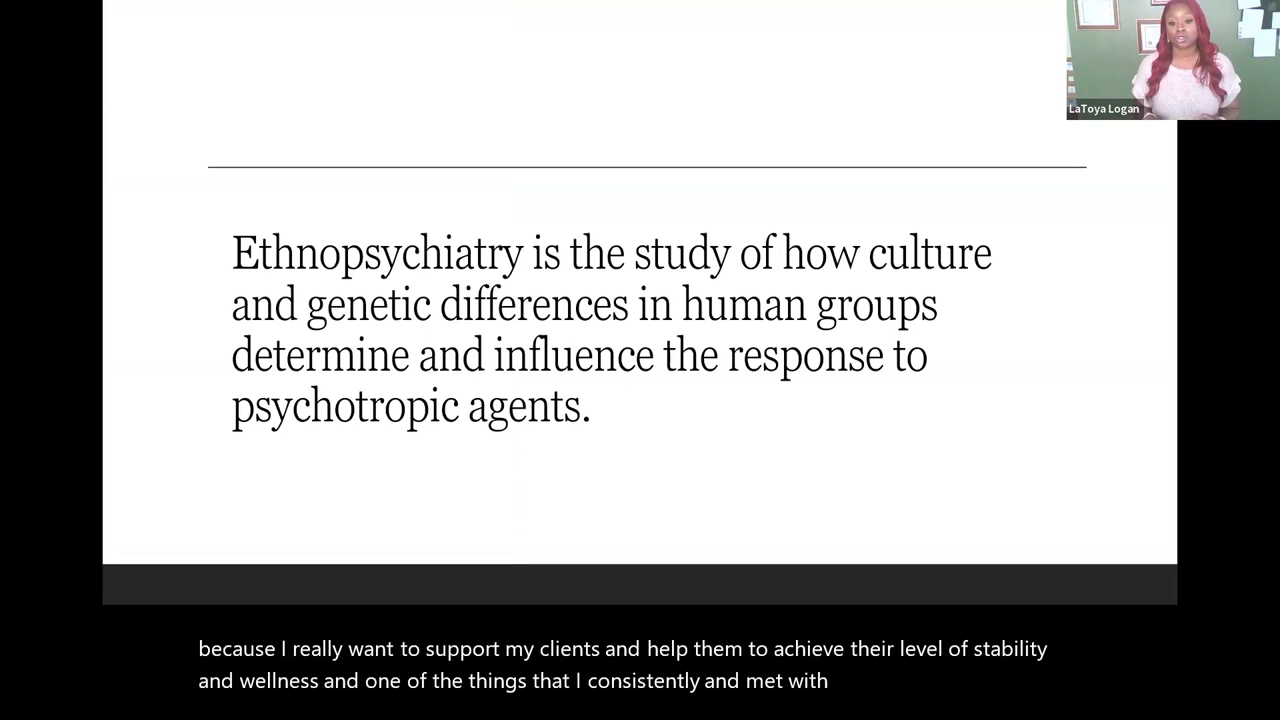 LaToya Logan
Ethnopsychiatry is the study of how culture
and genetic differences in human groups
determine and influence the response to
psychotropic agents.
because I really want to support my clients and help them to achieve their level of stability
and wellness and one of the things that I consistently and met with